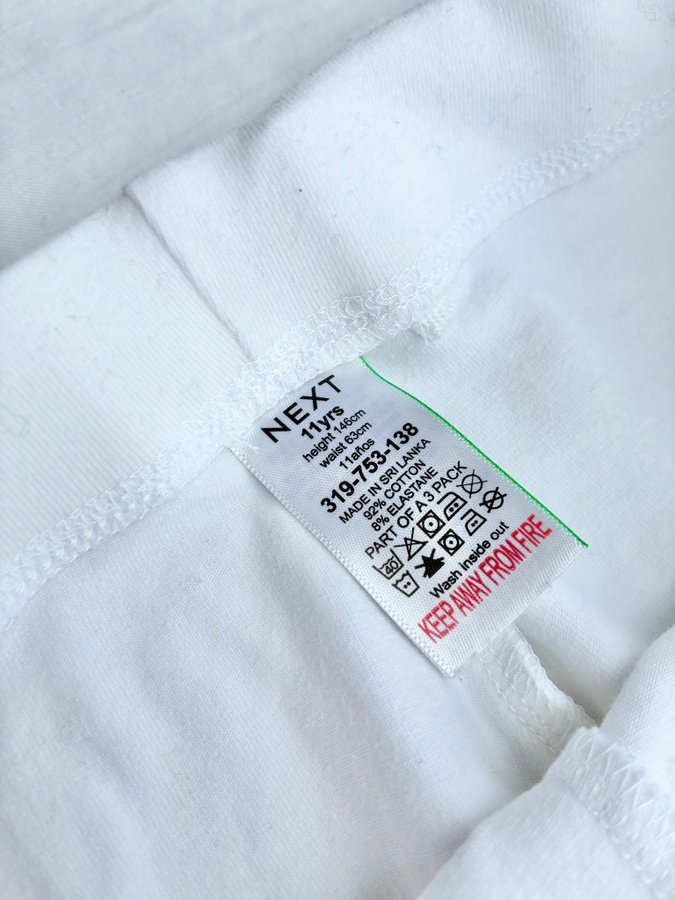 NEXT
11yrs
height 146cm
waist 63cm
11años
319-753-138
MADE IN SRI LANKA
92% COTTON
8% ELASTANE
PART OF A 3 PACK
40
Wash inside out
KEEP AWAY FROM FIRE